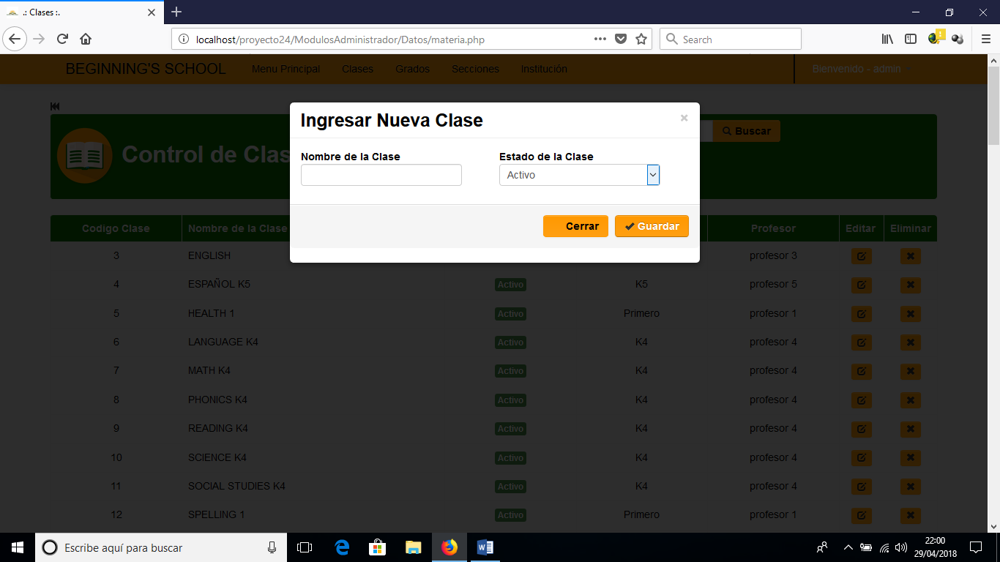 .: Clases :.
localhost/proyecto24/ModulosAdministrador/Datos/materia.php
Search
BEGINNING'S SCHOOL Menu Principal Clases Grados Secciones Institución Bienvenido - admin
Ingresar Nueva Clase ×
Buscar
Control de Clas
Nombre de la Clase Estado de la Clase
Activo
Cerrar Guardar
Codigo Clase Nombre de la Clase Profesor Editar Eliminar
3 ENGLISH profesor 3
4 ESPAÑOL K5 Activo K5 profesor 5
5 HEALTH 1 Activo Primero profesor 1
6 LANGUAGE K4 Activo K4 profesor 4
7 MATH K4 Activo K4 profesor 4
8 PHONICS K4 Activo K4 profesor 4
9 READING K4 Activo K4 profesor 4
10 SCIENCE K4 Activo K4 profesor 4
11 SOCIAL STUDIES K4 Activo K4 profesor 4
12 SPELLING 1 Activo Primero profesor 1
Escribe aquí para buscar
22:00
29/04/2018